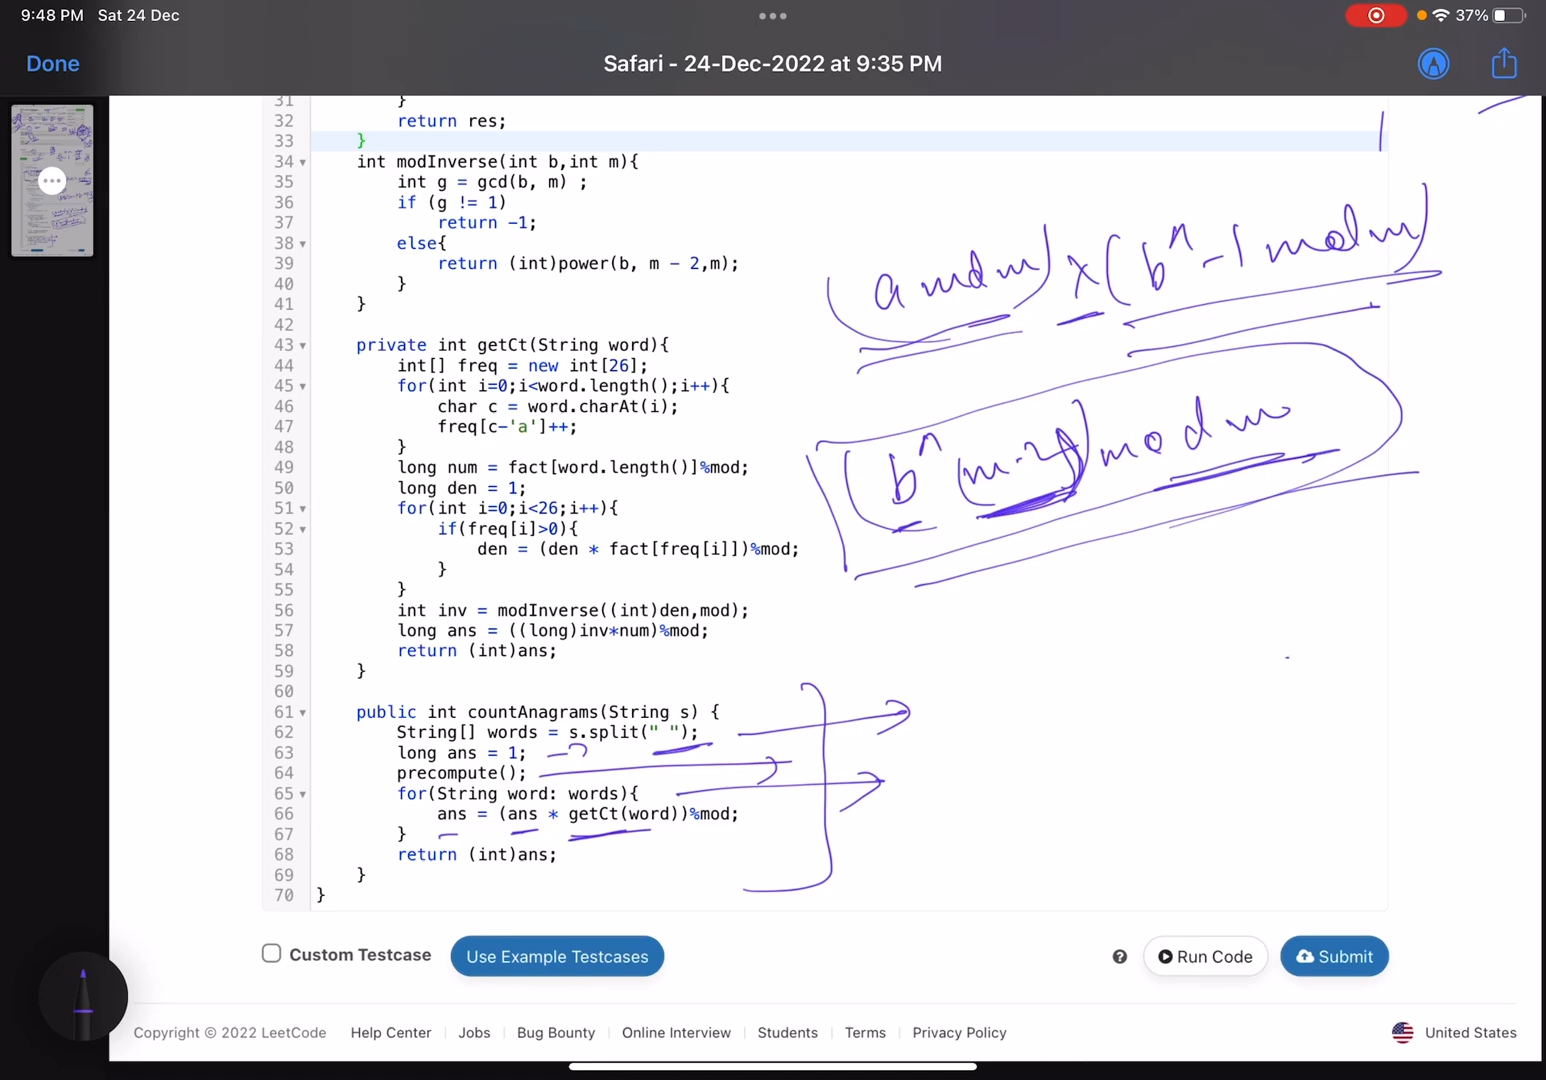 9:48 PM Sat 24 Dec
37%
Done
Safari - 24-Dec-2022 at 9:35 PM
31 }
32 return res;
33 }
34 int modInverse(int b,int m){
35 int g = gcd(b, m) ;
36 if (g != 1)
37 return -1;
38 else{
39 return (int)power(b, m - 2,m);
40 }
41 }
42
43 private int getCt(String word){
44 int[] freq = new int[26];
45 for(int i=0;i<word.length();i++){
46 char c = word.charAt(i);
47 freq[c-'a']++;
48 }
49 long num = fact[word.length()]%mod;
50 long den = 1;
51 for(int i=0;i<26;i++){
52 if(freq[i]>0){
53 den = (den * fact[freq[i]])%mod;
54 }
55 }
56 int inv = modInverse((int)den,mod);
57 long ans = ((long)inv*num)%mod;
58 return (int)ans;
59 }
60
61 public int countAnagrams(String s) {
62 String[] words = s.split(" ");
63 long ans = 1;
64 precompute();
65 for(String word: words){
66 ans = (ans * getCt(word))%mod;
67 }
68 return (int)ans;
69 }
70 }
(a mod m) x (b^-1 mod m)
(b^(m-2)) mod m
Custom Testcase
Use Example Testcases
?
Run Code
Submit
Copyright © 2022 LeetCode Help Center Jobs Bug Bounty Online Interview Students Terms Privacy Policy United States